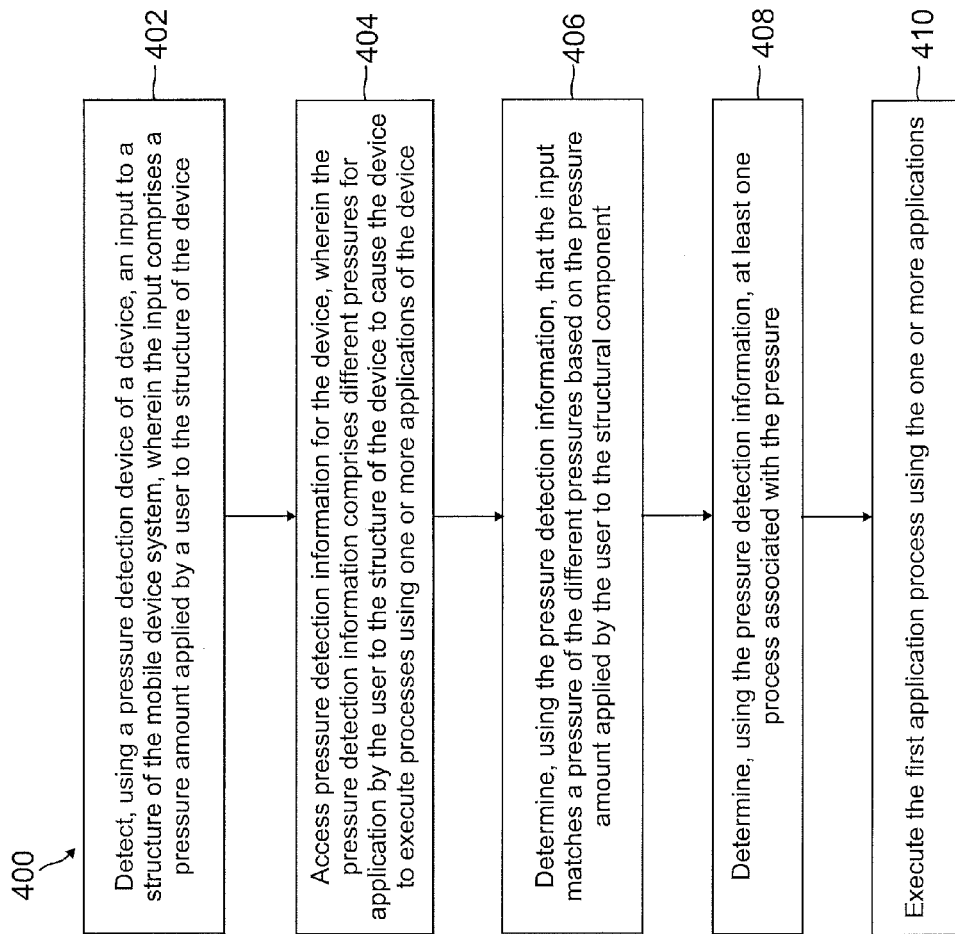 400
Detect, using a pressure detection device of a device, an input to a
structure of the mobile device system, wherein the input comprises a
pressure amount applied by a user to the structure of the device
402
Access pressure detection information for the device, wherein the
pressure detection information comprises different pressures for
application by the user to the structure of the device to cause the device
to execute processes using one or more applications of the device
404
Determine, using the pressure detection information, that the input
matches a pressure of the different pressures based on the pressure
amount applied by the user to the structural component
406
Determine, using the pressure detection information, at least one
process associated with the pressure
408
Execute the first application process using the one or more applications
410